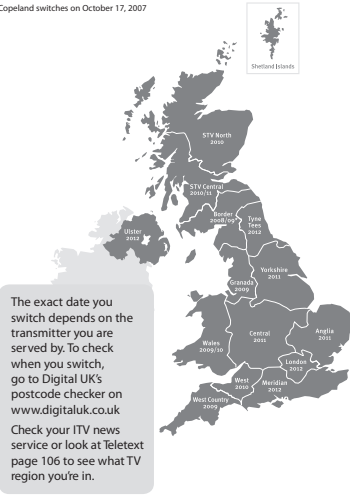 Copeland switches on October 17, 2007
Shetland Islands
STV North
2010
STV Central
2010/11
Border
2008/09
Tyne
Tees
2012
Ulster
2012
Yorkshire
2011
Granada
2009
Wales
2009/10
Central
2011
Anglia
2011
London
2012
West
2010
Meridian
2012
West Country
2009
The exact date you
switch depends on the
transmitter you are
served by. To check
when you switch,
go to Digital UK's
postcode checker on
www.digitaluk.co.uk
Check your ITV news
service or look at Teletext
page 106 to see what TV
region you're in.